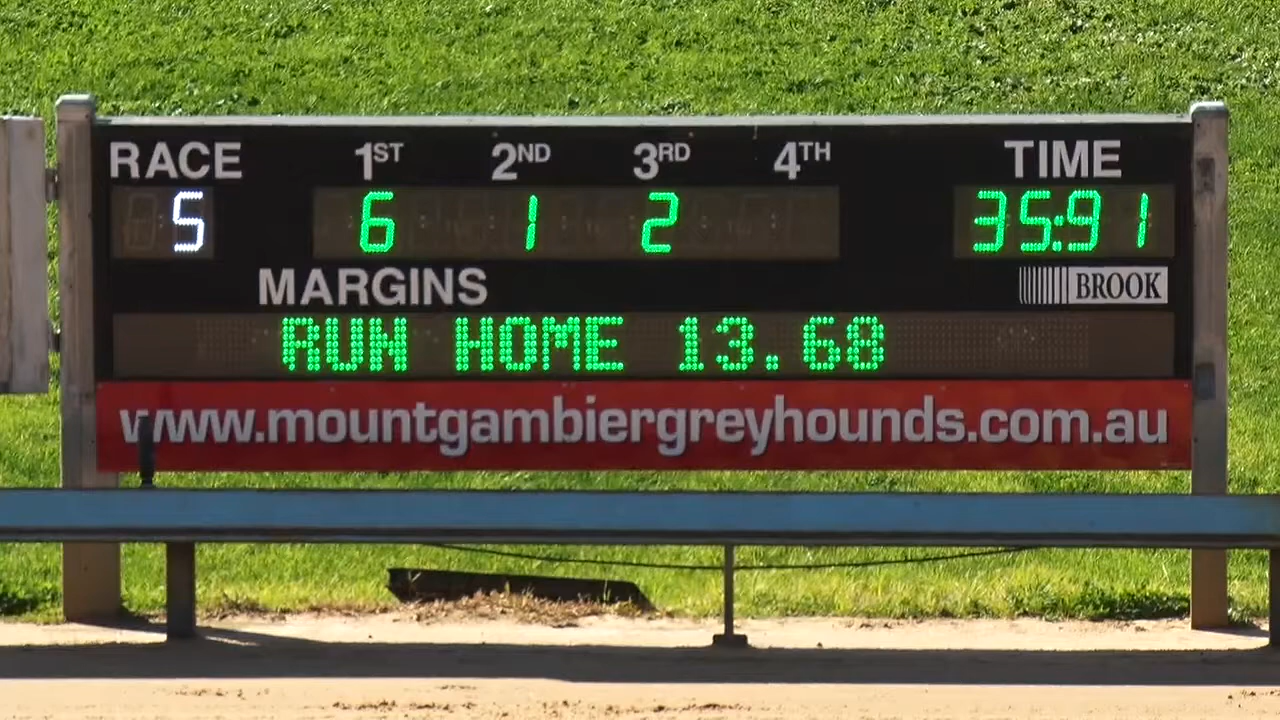 RACE 1ST 2ND 3RD 4TH TIME
5 6 1 2 35:91
MARGINS BROOK
RUN HOME 13.68
www.mountgambiergreyhounds.com.au